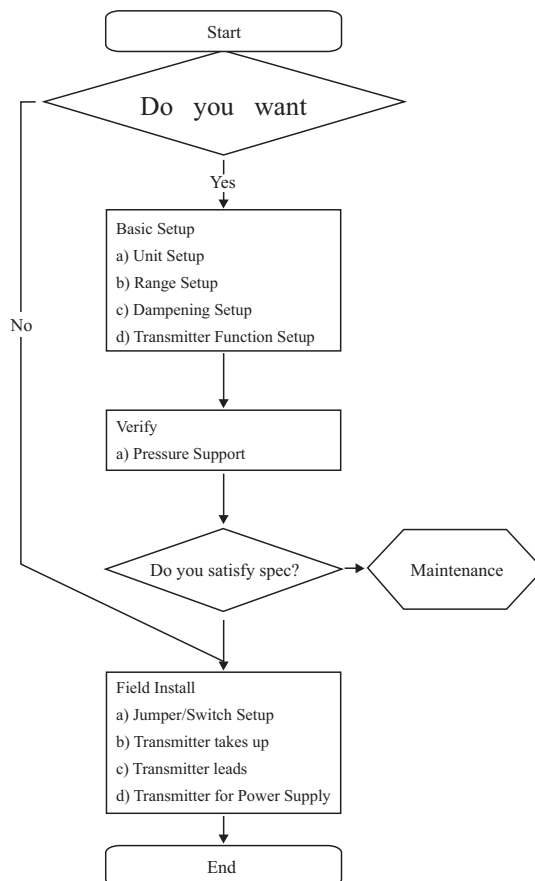 Start
Do you want
Yes
Basic Setup
a) Unit Setup
b) Range Setup
c) Dampening Setup
d) Transmitter Function Setup
No
Verify
a) Pressure Support
Do you satisfy spec?
Maintenance
Field Install
a) Jumper/Switch Setup
b) Transmitter takes up
c) Transmitter leads
d) Transmitter for Power Supply
End